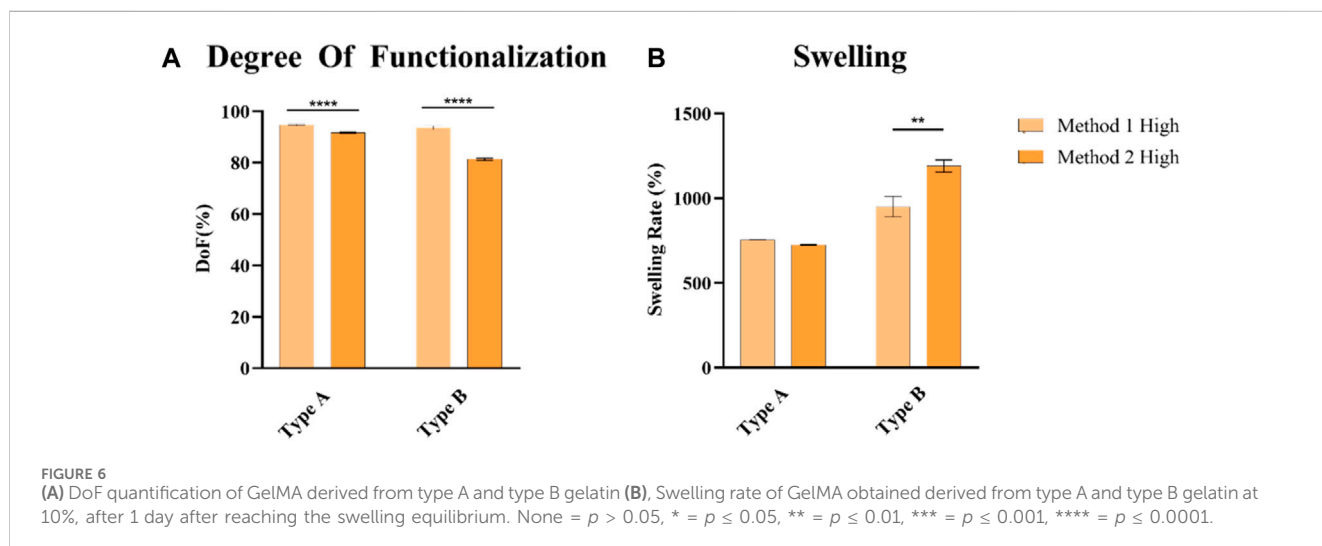 A Degree Of Functionalization
****
****
100
80
60
40
20
0
DoF(%)
Type A
Type B
B Swelling
**
1500
1000
500
0
Swelling Rate (%)
Type A
Type B
Method 1 High
Method 2 High
FIGURE 6
(A) DoF quantification of GelMA derived from type A and type B gelatin (B), Swelling rate of GelMA obtained derived from type A and type B gelatin at
10%, after 1 day after reaching the swelling equilibrium. None = p > 0.05, * = p ≤ 0.05, ** = p ≤ 0.01, *** = p ≤ 0.001, **** = p ≤ 0.0001.